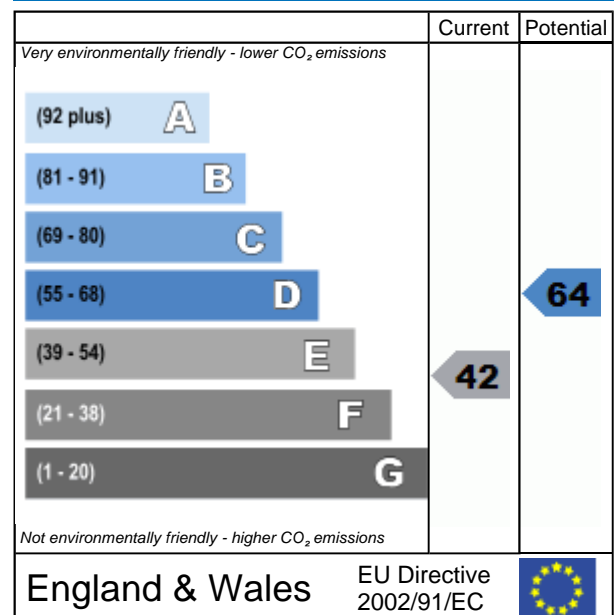 Current Potential
Very environmentally friendly - lower CO₂ emissions
(92 plus) A
(81 - 91) B
(69 - 80) C
(55 - 68) D
64
(39 - 54) E
42
(21 - 38) F
(1 - 20) G
Not environmentally friendly - higher CO₂ emissions
England & Wales
EU Directive
2002/91/EC